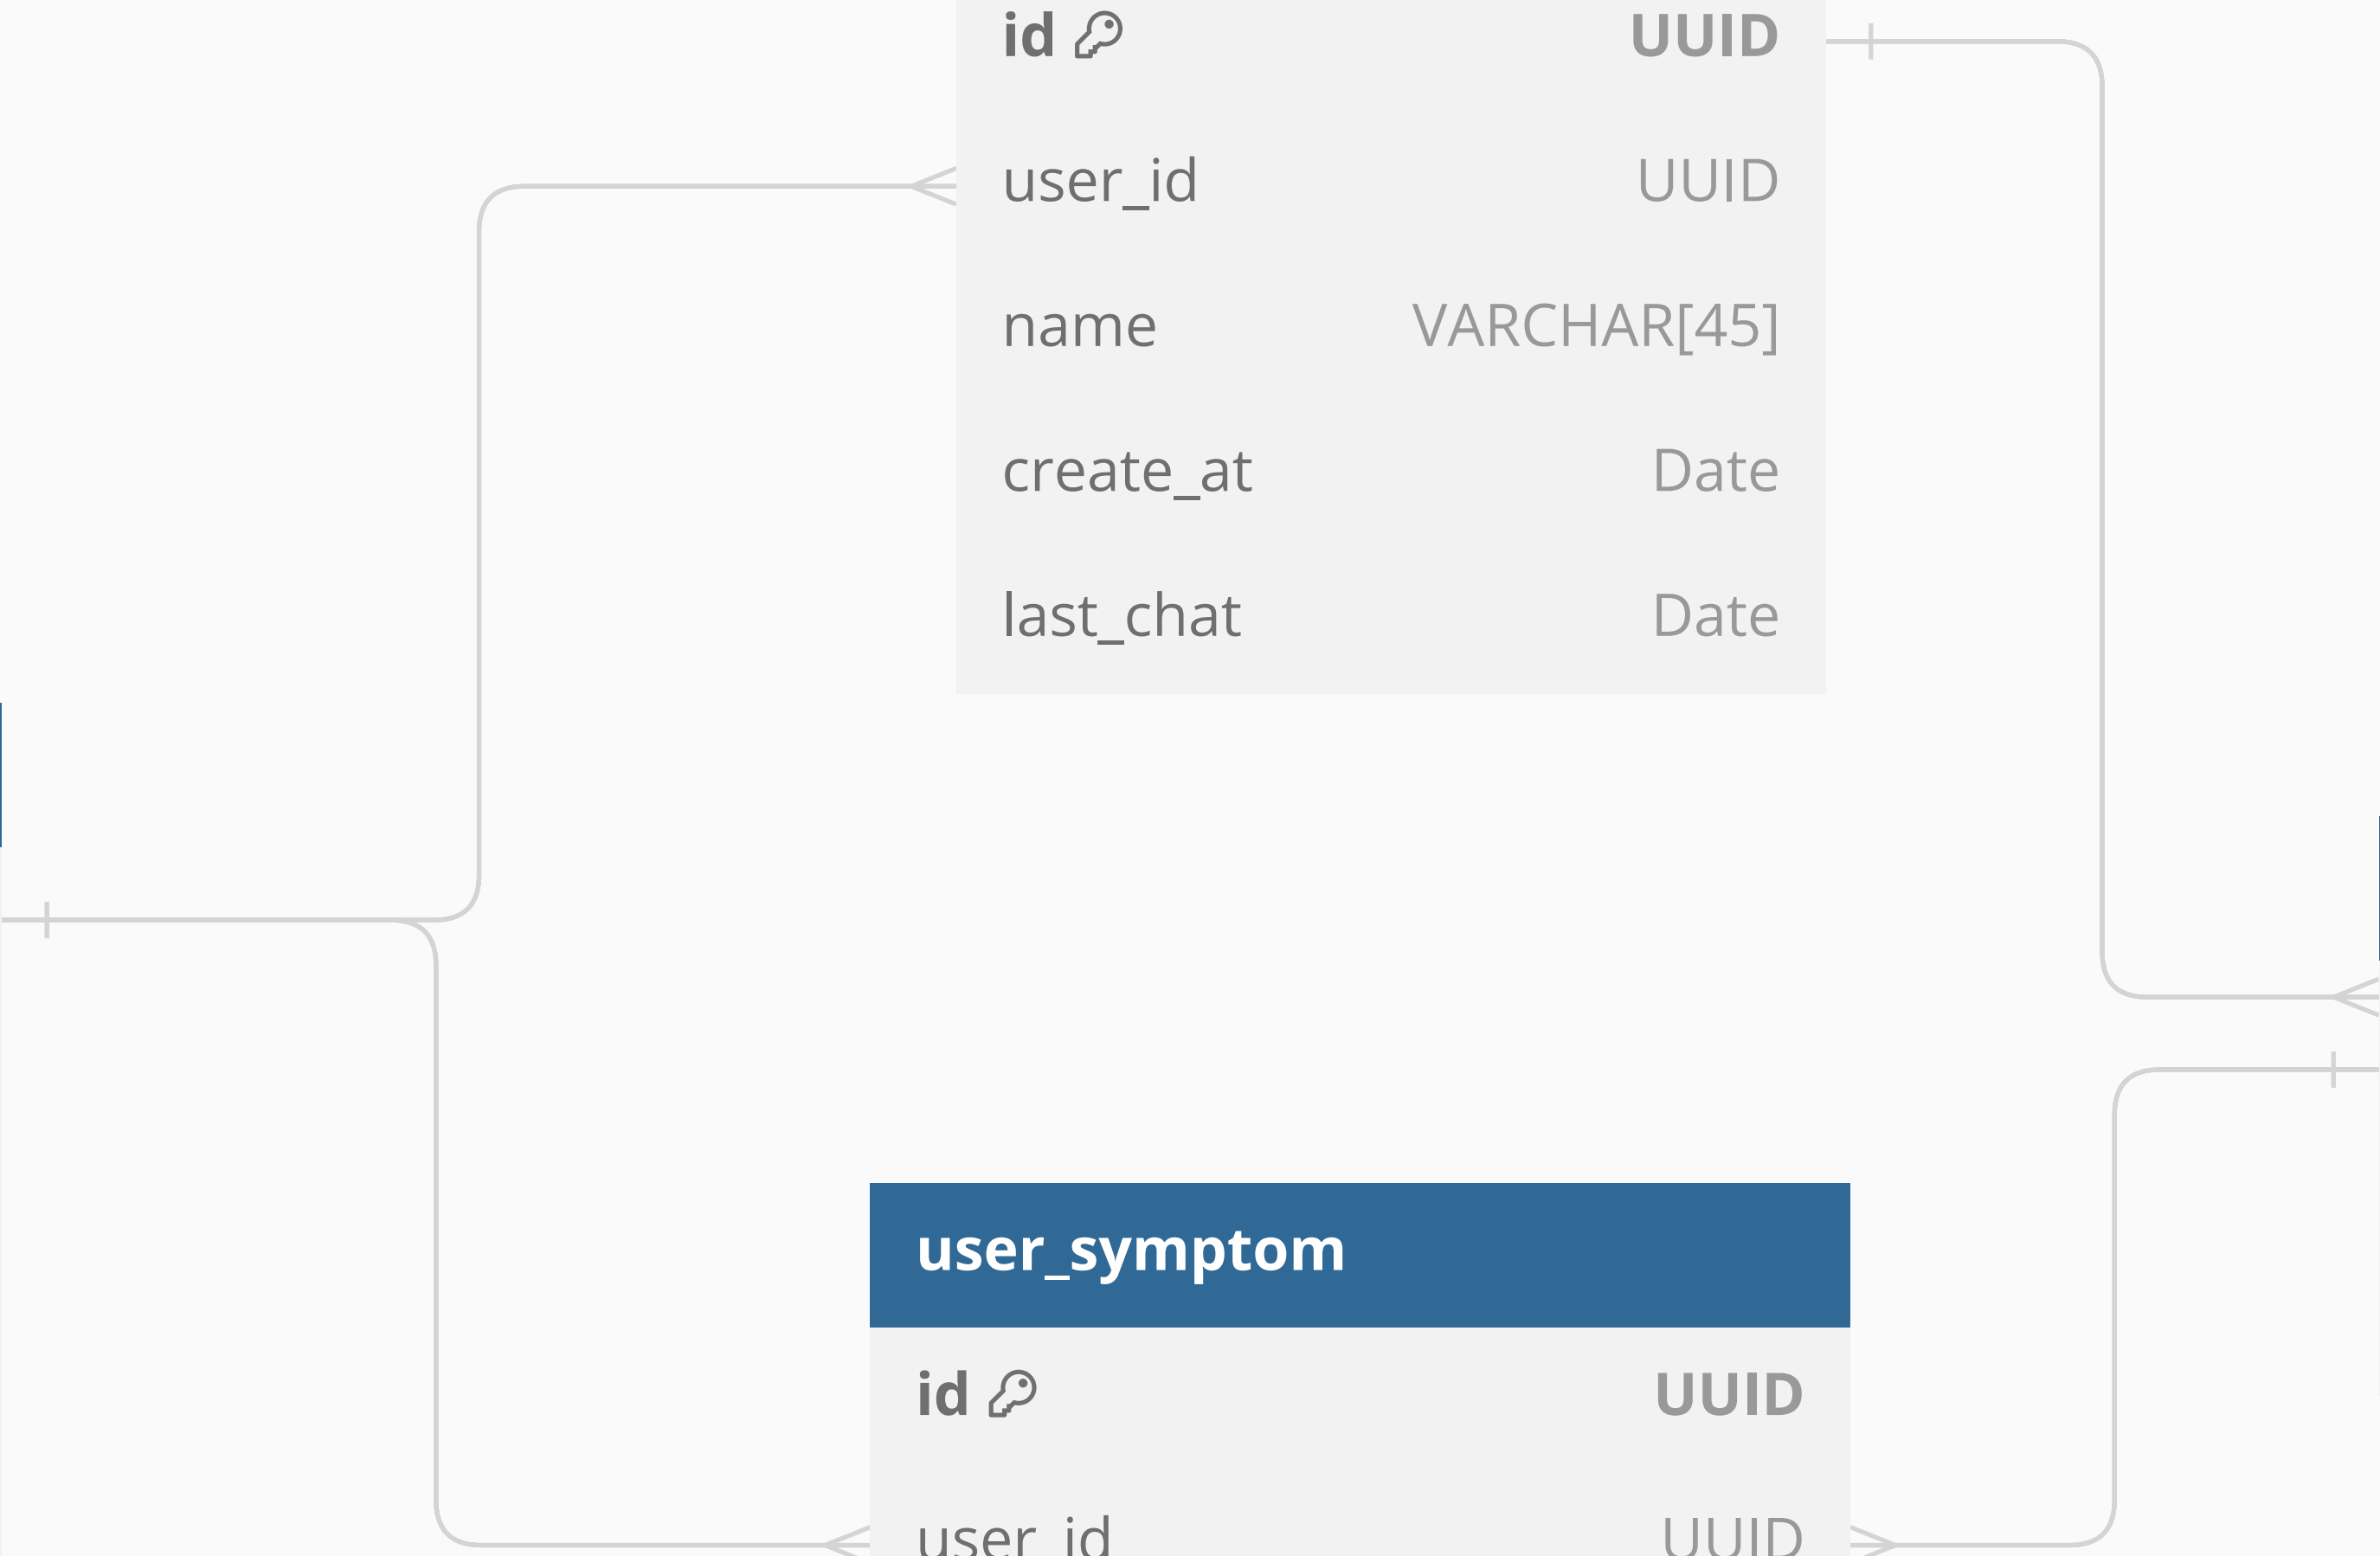 id UUID
user_id UUID
name VARCHAR[45]
create_at Date
last_chat Date
user_symptom
id UUID
user_id UUID